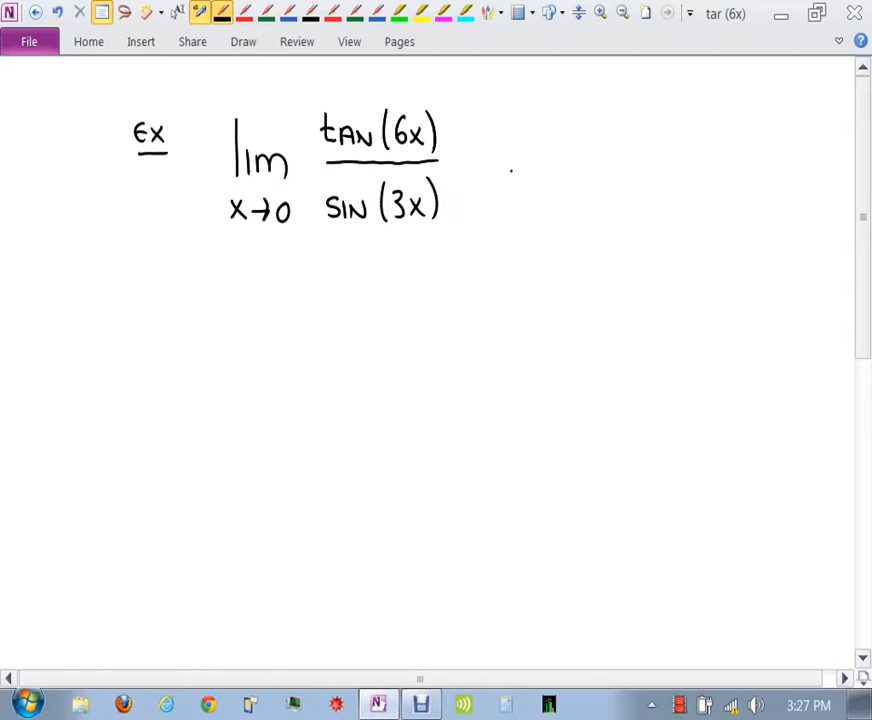 tar (6x)
File Home Insert Share Draw Review View Pages
Ex lim tan(6x)
x→0 sin(3x)
3:27 PM